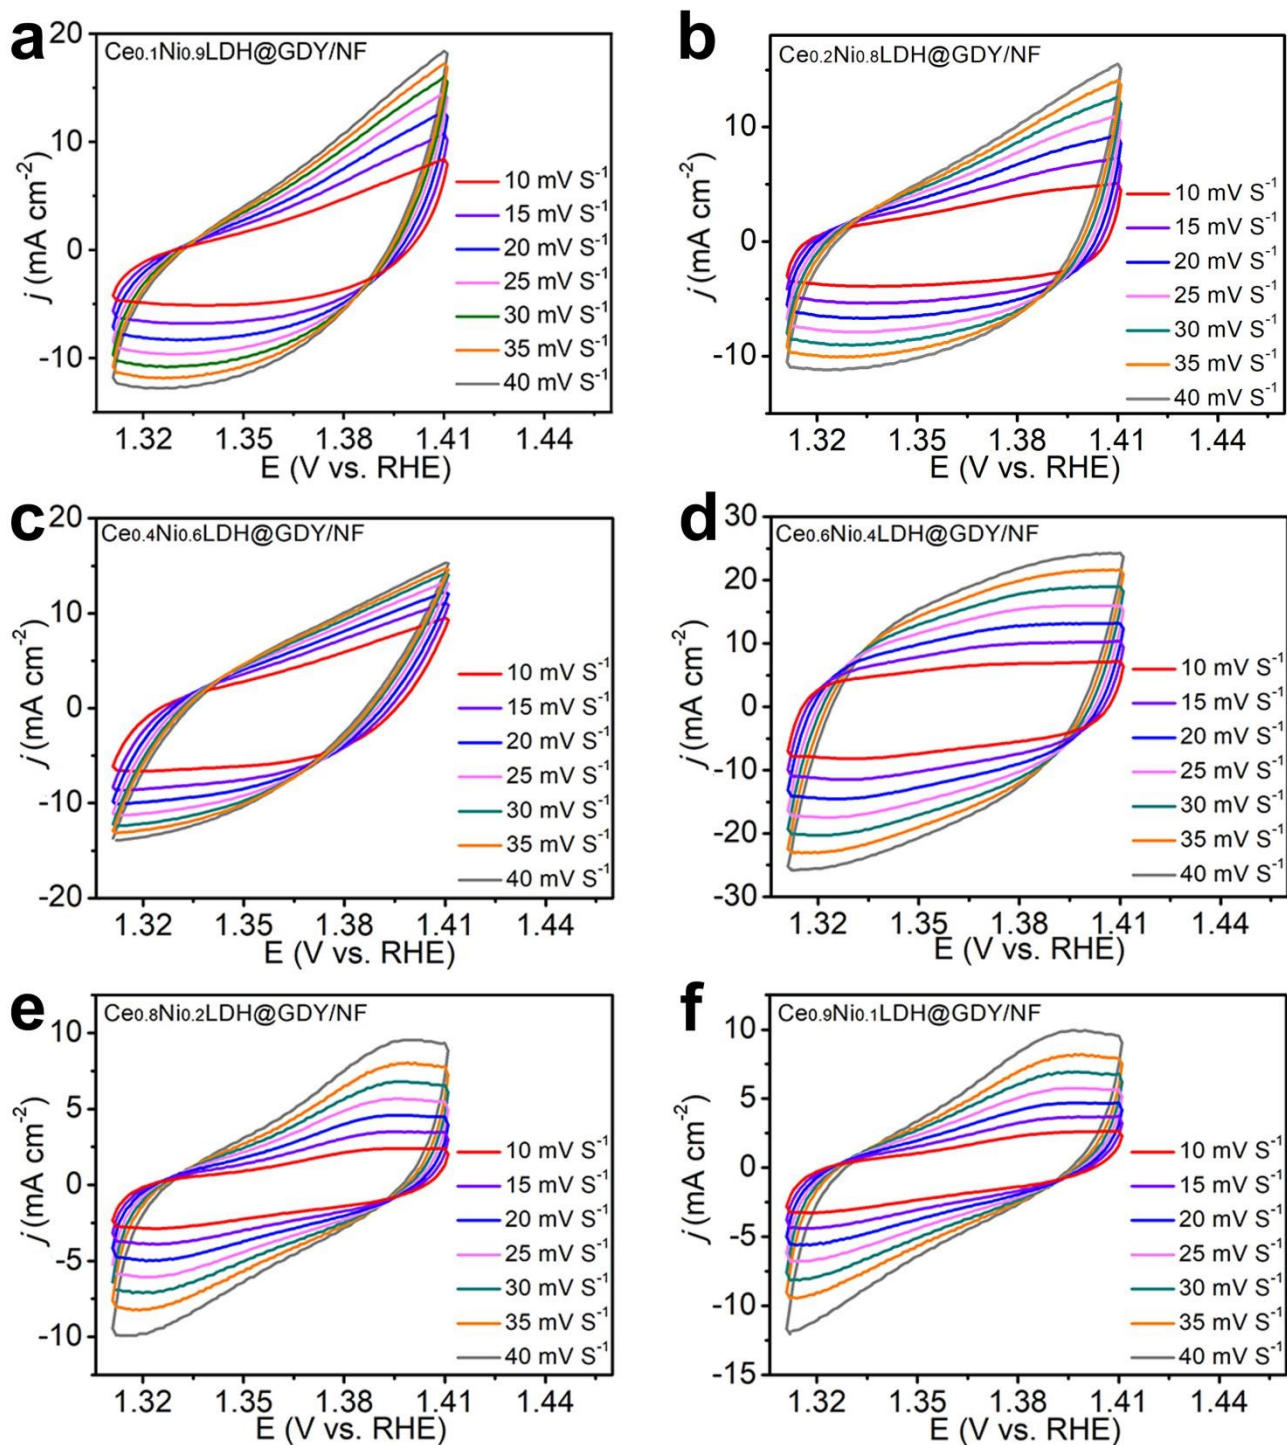 a
Ce0.1Ni0.9LDH@GDY/NF
20
10
0
-10
j (mA cm-2)
10 mV S-1
15 mV S-1
20 mV S-1
25 mV S-1
30 mV S-1
35 mV S-1
40 mV S-1
1.32 1.35 1.38 1.41 1.44
E (V vs. RHE)
b
Ce0.2Ni0.8LDH@GDY/NF
10
0
-10
j (mA cm-2)
10 mV S-1
15 mV S-1
20 mV S-1
25 mV S-1
30 mV S-1
35 mV S-1
40 mV S-1
1.32 1.35 1.38 1.41 1.44
E (V vs. RHE)
c
Ce0.4Ni0.6LDH@GDY/NF
20
10
0
-10
-20
j (mA cm-2)
10 mV S-1
15 mV S-1
20 mV S-1
25 mV S-1
30 mV S-1
35 mV S-1
40 mV S-1
1.32 1.35 1.38 1.41 1.44
E (V vs. RHE)
d
Ce0.6Ni0.4LDH@GDY/NF
30
20
10
0
-10
-20
-30
j (mA cm-2)
10 mV S-1
15 mV S-1
20 mV S-1
25 mV S-1
30 mV S-1
35 mV S-1
40 mV S-1
1.32 1.35 1.38 1.41 1.44
E (V vs. RHE)
e
Ce0.8Ni0.2LDH@GDY/NF
10
5
0
-5
-10
j (mA cm-2)
10 mV S-1
15 mV S-1
20 mV S-1
25 mV S-1
30 mV S-1
35 mV S-1
40 mV S-1
1.32 1.35 1.38 1.41 1.44
E (V vs. RHE)
f
Ce0.9Ni0.1LDH@GDY/NF
10
5
0
-5
-10
-15
j (mA cm-2)
10 mV S-1
15 mV S-1
20 mV S-1
25 mV S-1
30 mV S-1
35 mV S-1
40 mV S-1
1.32 1.35 1.38 1.41 1.44
E (V vs. RHE)